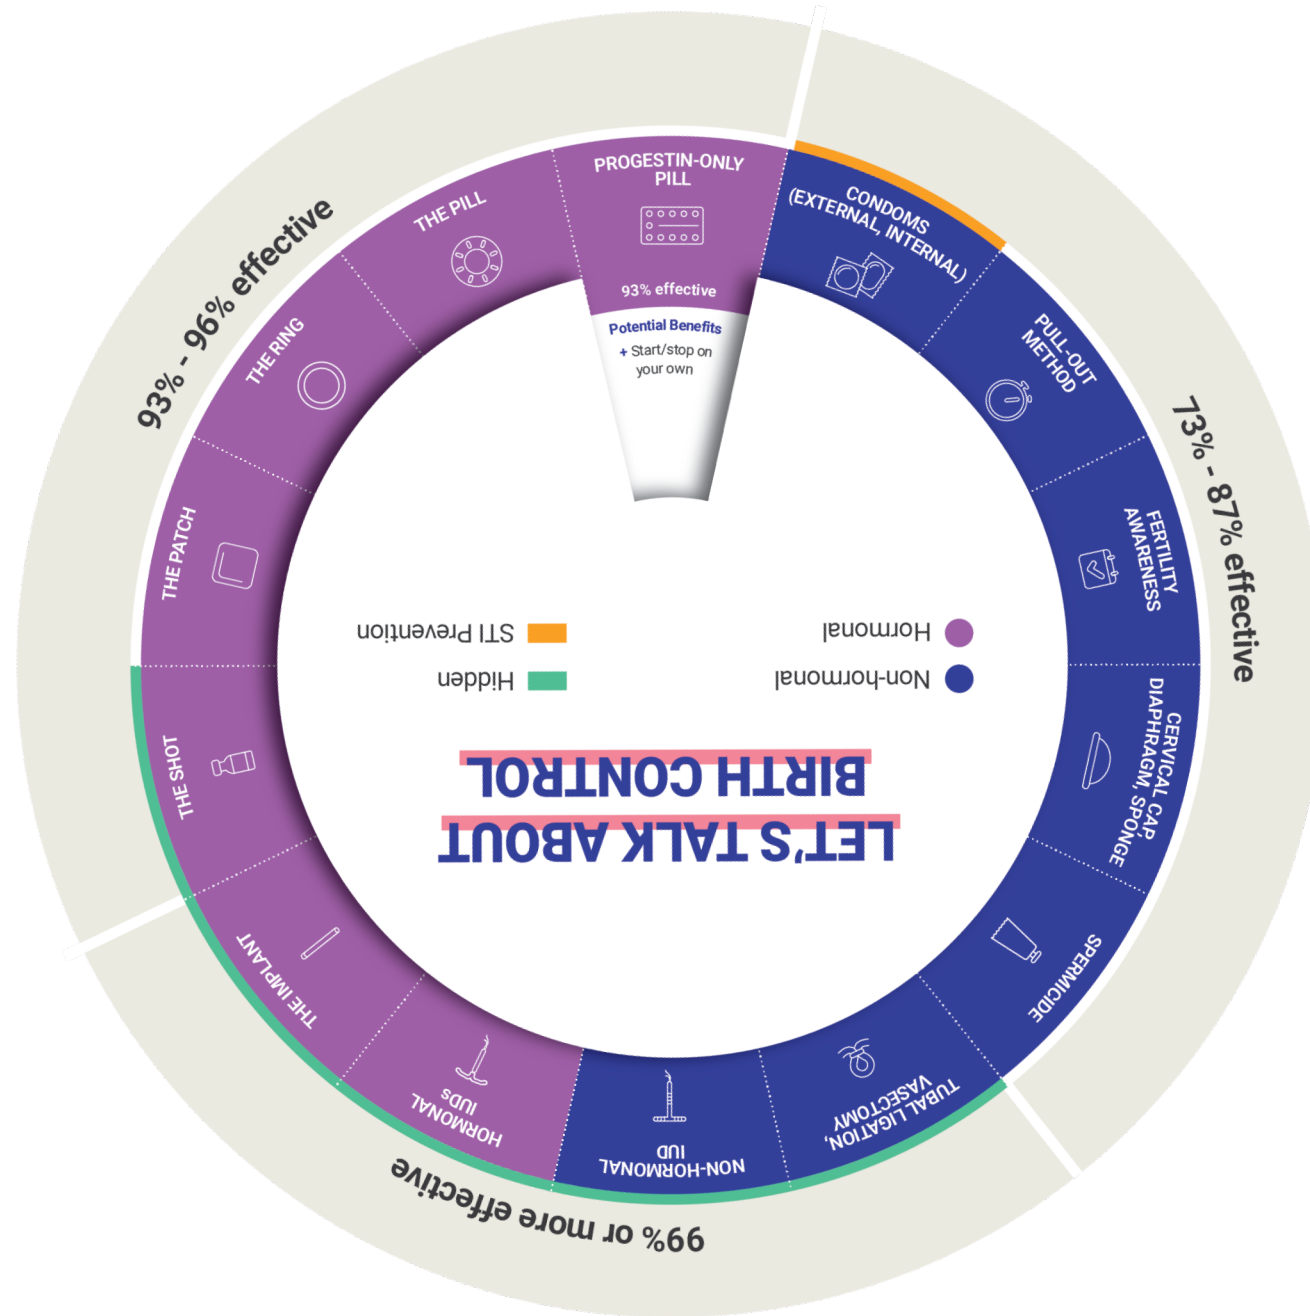 LET'S TALK ABOUT
BIRTH CONTROL
Non-hormonal
Hormonal
Hidden
STI Prevention
93% - 96% effective
PROGESTIN-ONLY
PILL
93% effective
Potential Benefits
+ Start/stop on
your own
THE PILL
THE RING
THE PATCH
THE SHOT
73% - 87% effective
CONDOMS
(EXTERNAL, INTERNAL)
PULL-OUT
METHOD
FERTILITY
AWARENESS
CERVICAL CAP,
DIAPHRAGM, SPONGE
SPERMICIDE
99% or more effective
TUBAL LIGATION,
VASECTOMY
NON-HORMONAL
IUD
HORMONAL
IUDs
THE IMPLANT